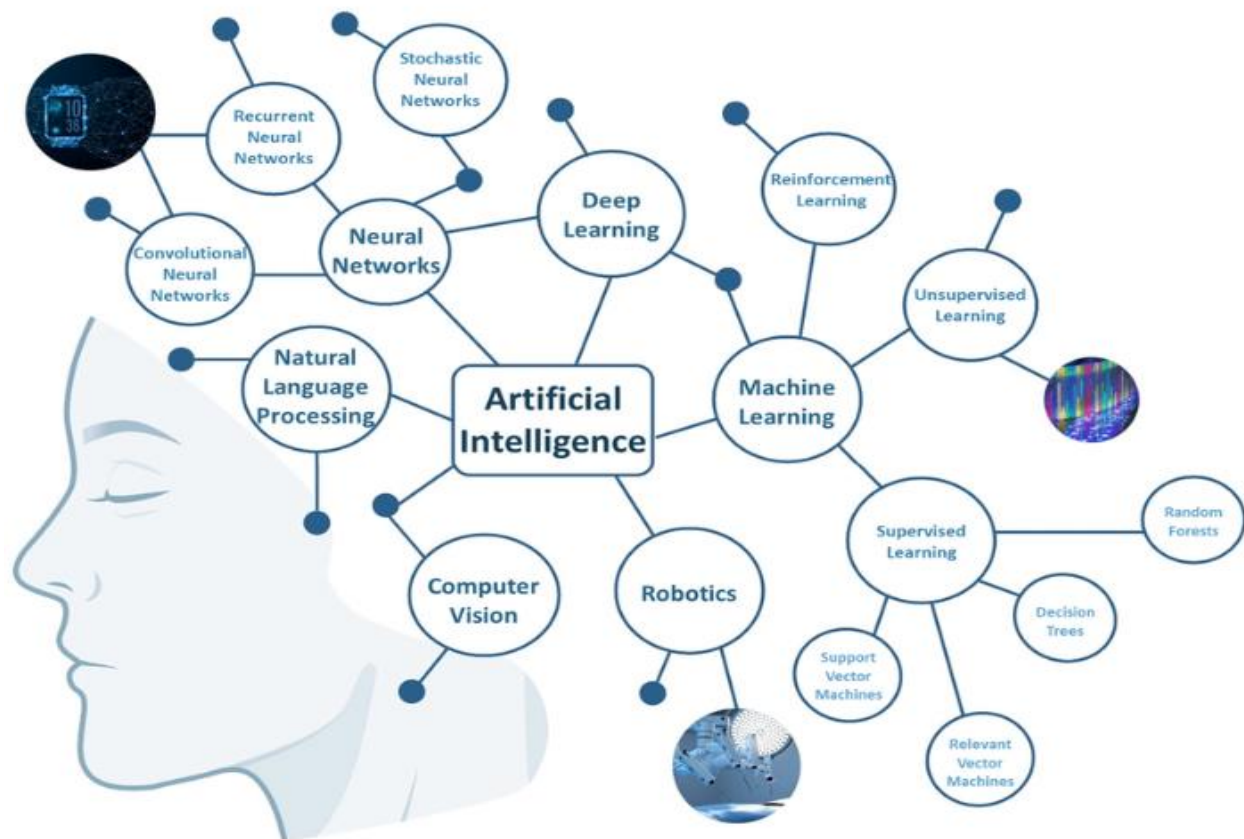 Stochastic
Neural
Networks
Recurrent
Neural
Networks
10
38
Deep
Learning
Reinforcement
Learning
Neural
Networks
Convolutional
Neural
Networks
Unsupervised
Learning
Natural
Language
Processing
Artificial
Intelligence
Machine
Learning
Supervised
Learning
Random
Forests
Computer
Vision
Robotics
Decision
Trees
Support
Vector
Machines
Relevant
Vector
Machines